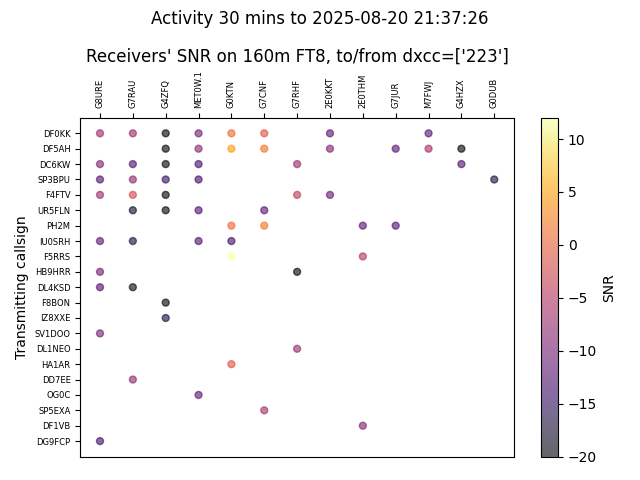 Activity 30 mins to 2025-08-20 21:37:26
Receivers' SNR on 160m FT8, to/from dxcc=['223']
G8URE G7RAU G4ZFQ METOW.1 G0KTN G7CNF G7RHF 2E0KKT 2E0THM G7JUR M7FWJ G4HZX G0DUB
DF0KK
DF5AH
DC6KW
SP3BPU
F4FTV
UR5FLN
PH2M
IU0SRH
F5RRS
HB9HRR
DL4KSD
F8BON
IZ8XXE
SV1DOO
DL1NEO
HA1AR
DD7EE
OG0C
SP5EXA
DF1VB
DG9FCP
Transmitting callsign
10
5
0
−5
−10
−15
−20
SNR